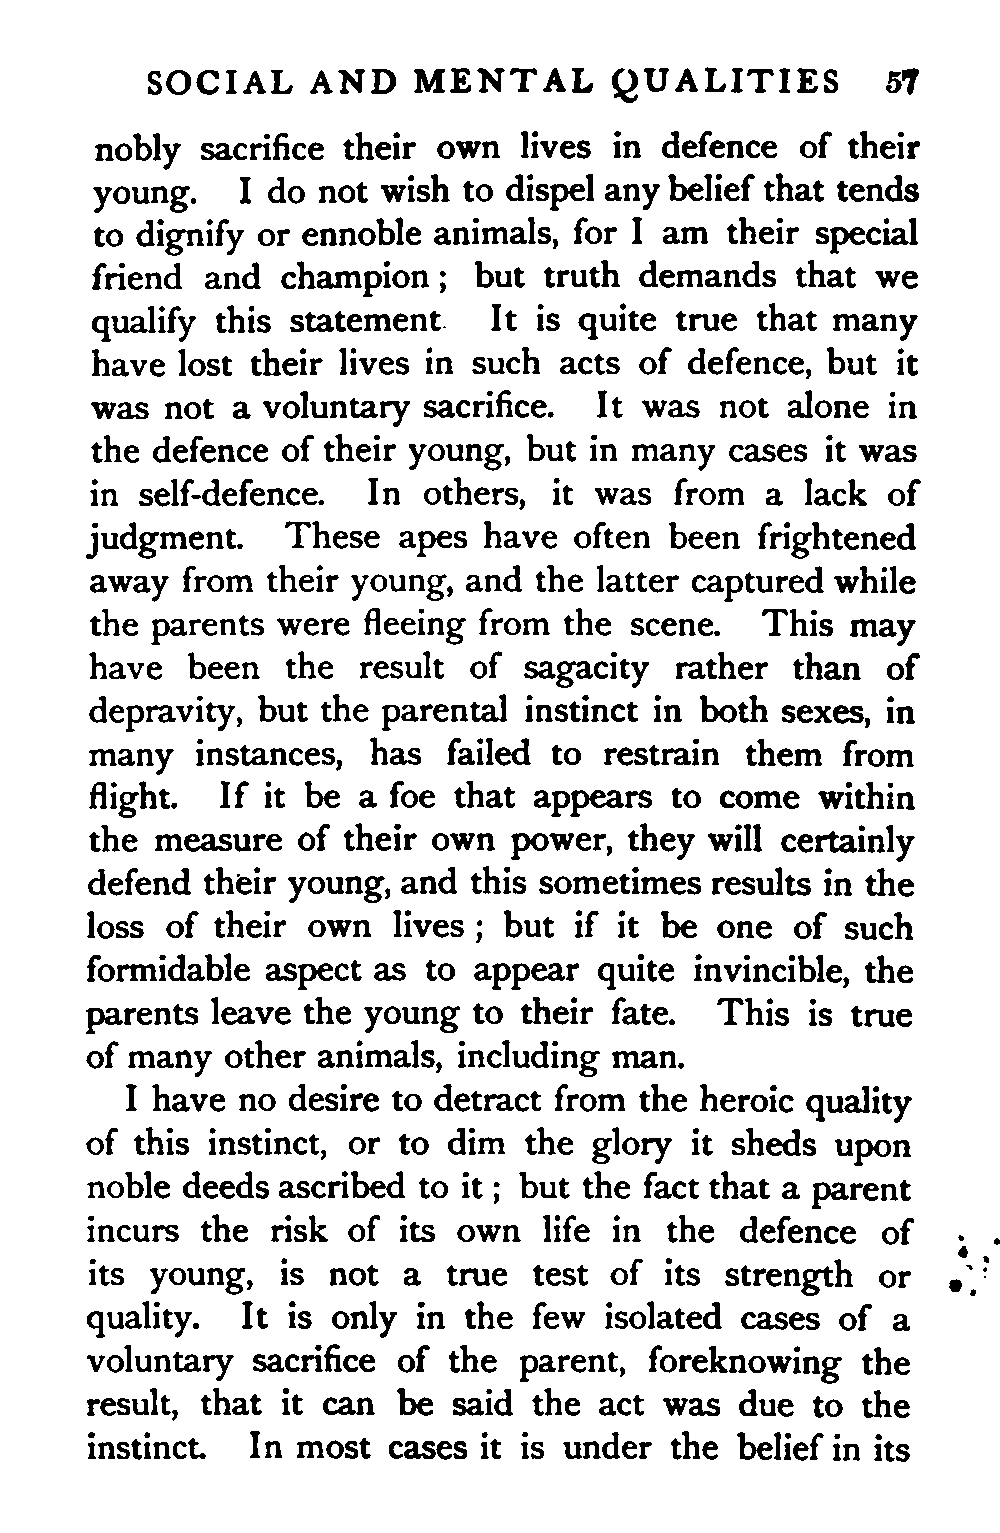 SOCIAL AND MENTAL QUALITIES 57
nobly sacrifice their own lives in defence of their
young. I do not wish to dispel any belief that tends
to dignify or ennoble animals, for I am their special
friend and champion ; but truth demands that we
qualify this statement. It is quite true that many
have lost their lives in such acts of defence, but it
was not a voluntary sacrifice. It was not alone in
the defence of their young, but in many cases it was
in self-defence. In others, it was from a lack of
judgment. These apes have often been frightened
away from their young, and the latter captured while
the parents were fleeing from the scene. This may
have been the result of sagacity rather than of
depravity, but the parental instinct in both sexes, in
many instances, has failed to restrain them from
flight. If it be a foe that appears to come within
the measure of their own power, they will certainly
defend their young, and this sometimes results in the
loss of their own lives ; but if it be one of such
formidable aspect as to appear quite invincible, the
parents leave the young to their fate. This is true
of many other animals, including man.
I have no desire to detract from the heroic quality
of this instinct, or to dim the glory it sheds upon
noble deeds ascribed to it ; but the fact that a parent
incurs the risk of its own life in the defence of
its young, is not a true test of its strength or
quality. It is only in the few isolated cases of a
voluntary sacrifice of the parent, foreknowing the
result, that it can be said the act was due to the
instinct. In most cases it is under the belief in its